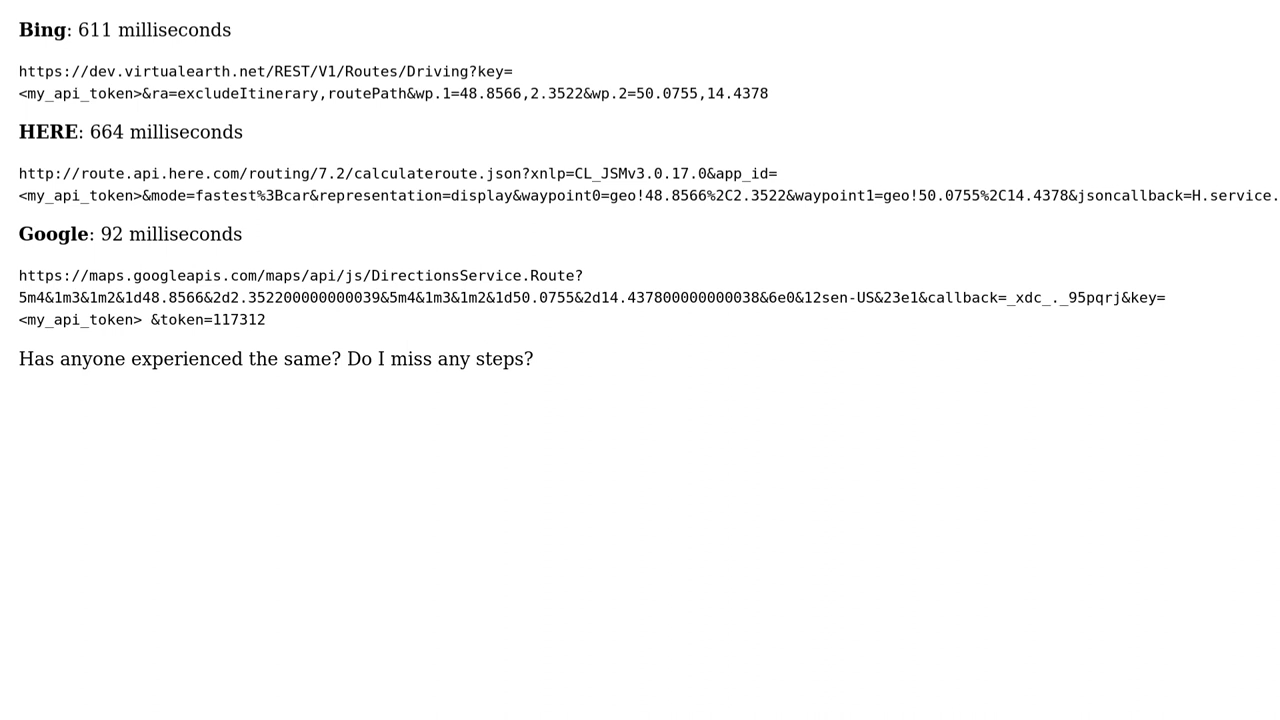 Bing: 611 milliseconds
https://dev.virtualearth.net/REST/V1/Routes/Driving?key=
<my_api_token>&ra=excludeItinerary,routePath&wp.1=48.8566,2.3522&wp.2=50.0755,14.4378
HERE: 664 milliseconds
http://route.api.here.com/routing/7.2/calculateroute.json?xnlp=CL_JSMv3.0.17.0&app_id=
<my_api_token>&mode=fastest%3Bcar&representation=display&waypoint0=geo!48.8566%2C2.3522&waypoint1=geo!50.0755%2C14.4378&jsoncallback=H.service.
Google: 92 milliseconds
https://maps.googleapis.com/maps/api/js/DirectionsService.Route?
5m4&1m3&1m2&1d48.8566&2d2.352200000000039&5m4&1m3&1m2&1d50.0755&2d14.437800000000038&6e0&12sen-US&23e1&callback=_xdc_._95pqrj&key=
<my_api_token> &token=117312
Has anyone experienced the same? Do I miss any steps?